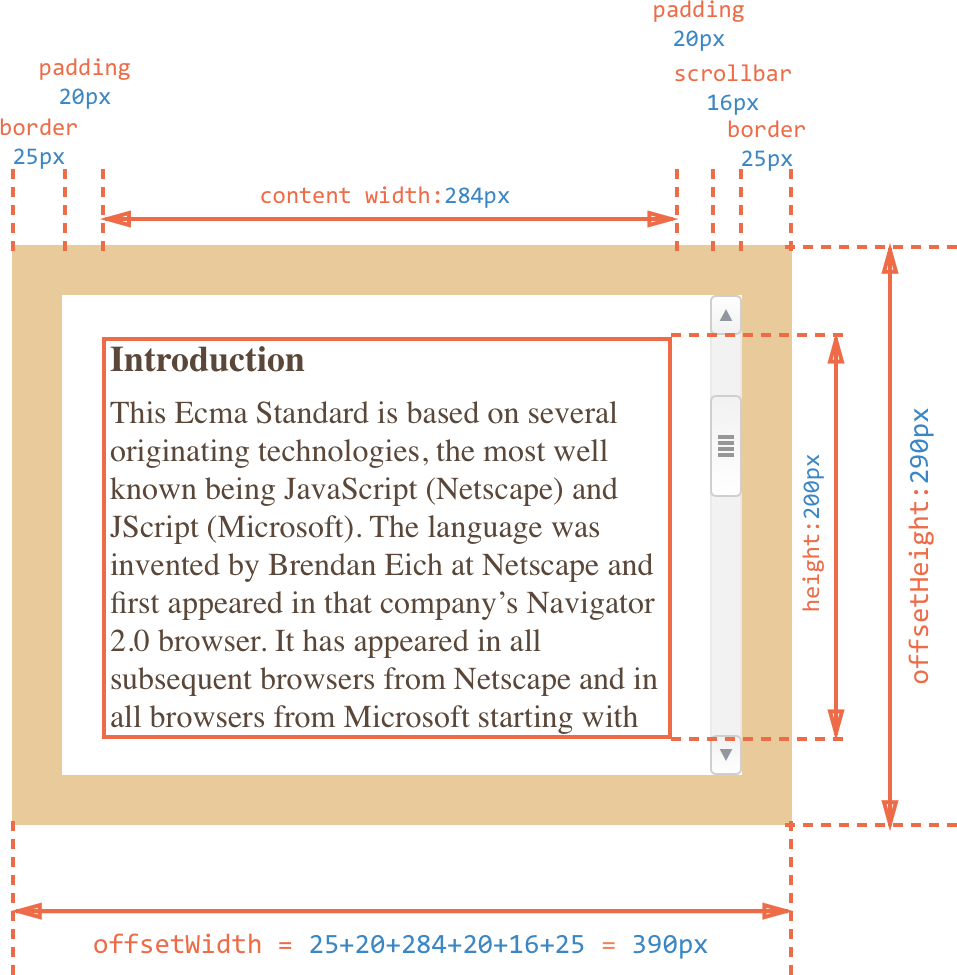 padding
20px
scrollbar
16px
border
25px
padding
20px
border
25px
content width:284px
Introduction
This Ecma Standard is based on several
originating technologies, the most well
known being JavaScript (Netscape) and
JScript (Microsoft). The language was
invented by Brendan Eich at Netscape and
first appeared in that company’s Navigator
2.0 browser. It has appeared in all
subsequent browsers from Netscape and in
all browsers from Microsoft starting with
height:200px
offsetHeight:290px
offsetWidth = 25+20+284+20+16+25 = 390px